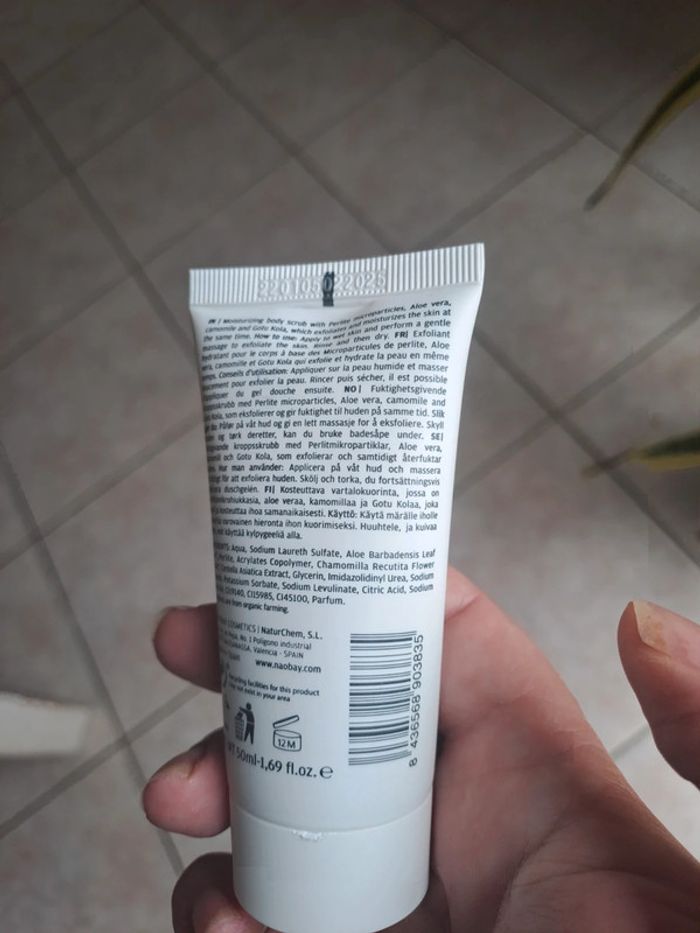 EN | Moisturizing body scrub with Perlite microparticles, Aloe vera,
camomile and Gotu Kola, which exfoliates and moisturizes the skin at
the same time. How to use: Apply to wet skin and perform a gentle
massage to exfoliate the skin. Rinse and then dry. FR| Exfoliant
hydratant pour le corps à base des Microparticules de perlite, Aloe
vera, camomille et Gotu Kola qui exfolie et hydrate la peau en même
temps. Conseils d'utilisation: Appliquer sur la peau humide et masser
pour exfolier la peau. Rincer puis sécher, il est possible
d'appliquer du gel douche ensuite. NO| Fuktighetsgivende
kroppsskrubb med Perlite microparticles, Aloe vera, camomile and
Gotu Kola, som eksfolierer og gir fuktighet til huden på samme tid. Slik
Påfør på våt hud og gi en lett massasje for å eksfoliere. Skyll
og tørk deretter, kan du bruke badesåpe under. SE|
kroppsskrubb med Perlitmikropartiklar, Aloe vera,
och Gotu Kola, som exfolierar och samtidigt återfuktar
Hur man använder: Applicera på våt hud och massera
för att exfoliera huden. Skölj och torka, du fortsättningsvis
duschgelén. FI| Kosteuttava vartalokuorinta, jossa on
aloe veraa, kamomillaa ja Gotu Kolaa, joka
ja kosteuttaa ihoa samanaikaisesti. Käyttö: Käytä märälle iholle
hieronta ihon kuorimiseksi. Huuhtele, ja kuivaa
käyttää kylpygeeliä alla.
Aqua, Sodium Laureth Sulfate, Aloe Barbadensis Leaf
Perlite, Acrylates Copolymer, Chamomilla Recutita Flower
Centella Asiatica Extract, Glycerin, Imidazolidinyl Urea, Sodium
Potassium Sorbate, Sodium Levulinate, Citric Acid, Sodium
CI19140, CI15985, CI45100, Parfum.
from organic farming.
COSMETICS | NaturChem, S.L.
No. 1 Polígono industrial
Valencia - SPAIN
www.naobay.com
Recycling facilities for this product
may not exist in your area
12M
50ml-1,69 fl.oz. e
8 436568 903835